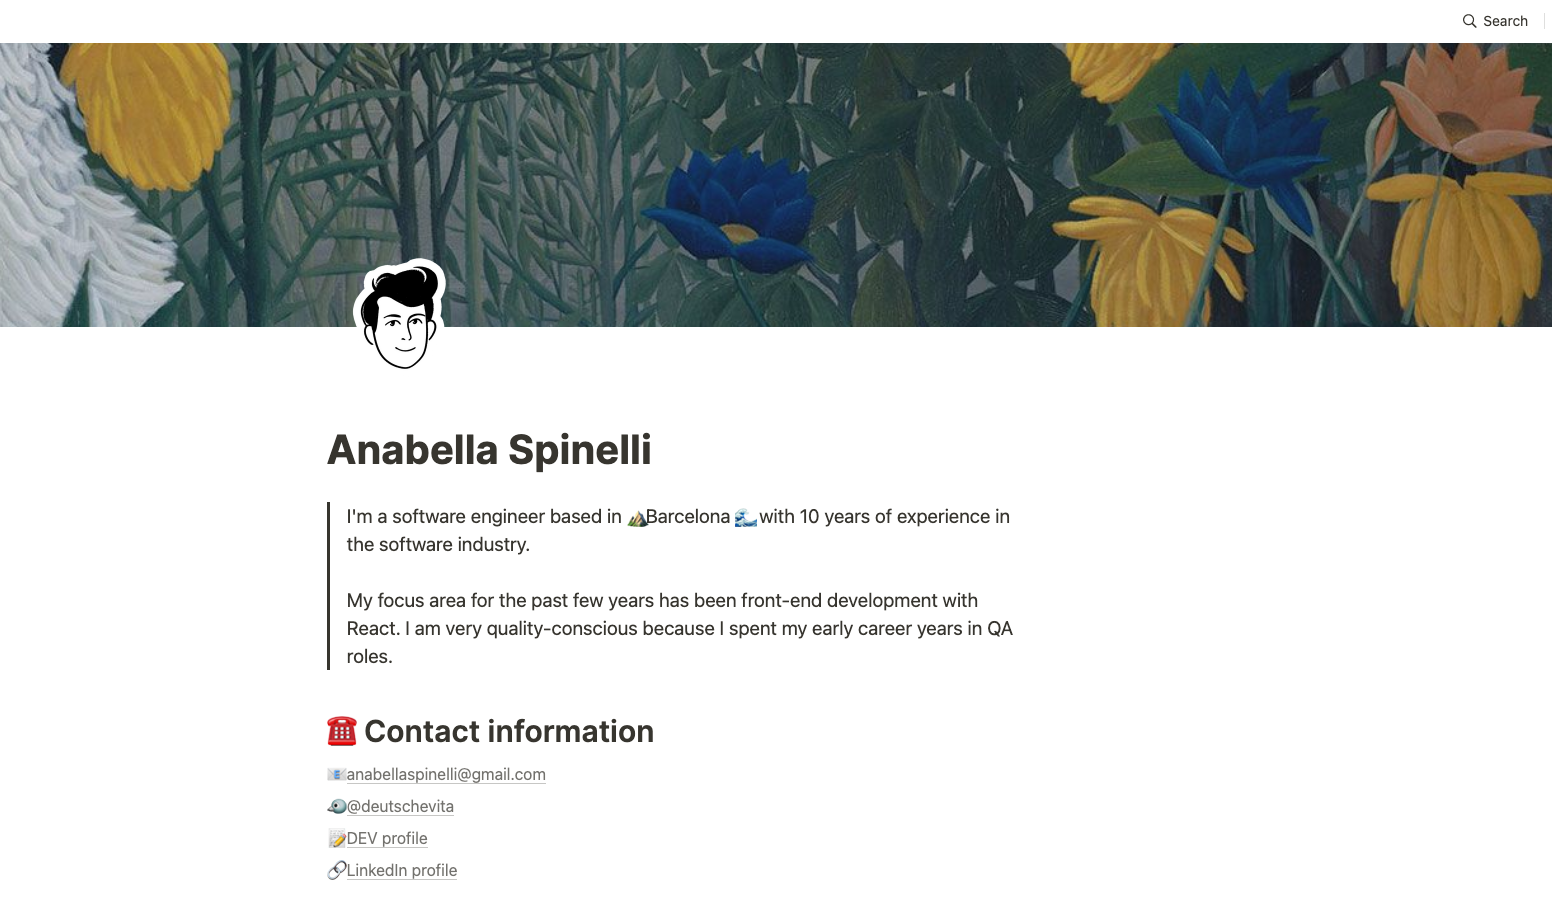 Search
Anabella Spinelli
I'm a software engineer based in ⛰️Barcelona 🌊with 10 years of experience in
the software industry.
My focus area for the past few years has been front-end development with
React. I am very quality-conscious because I spent my early career years in QA
roles.
☎️ Contact information
📧anabellaspinelli@gmail.com
🐦@deutschevita
📝DEV profile
🔗LinkedIn profile